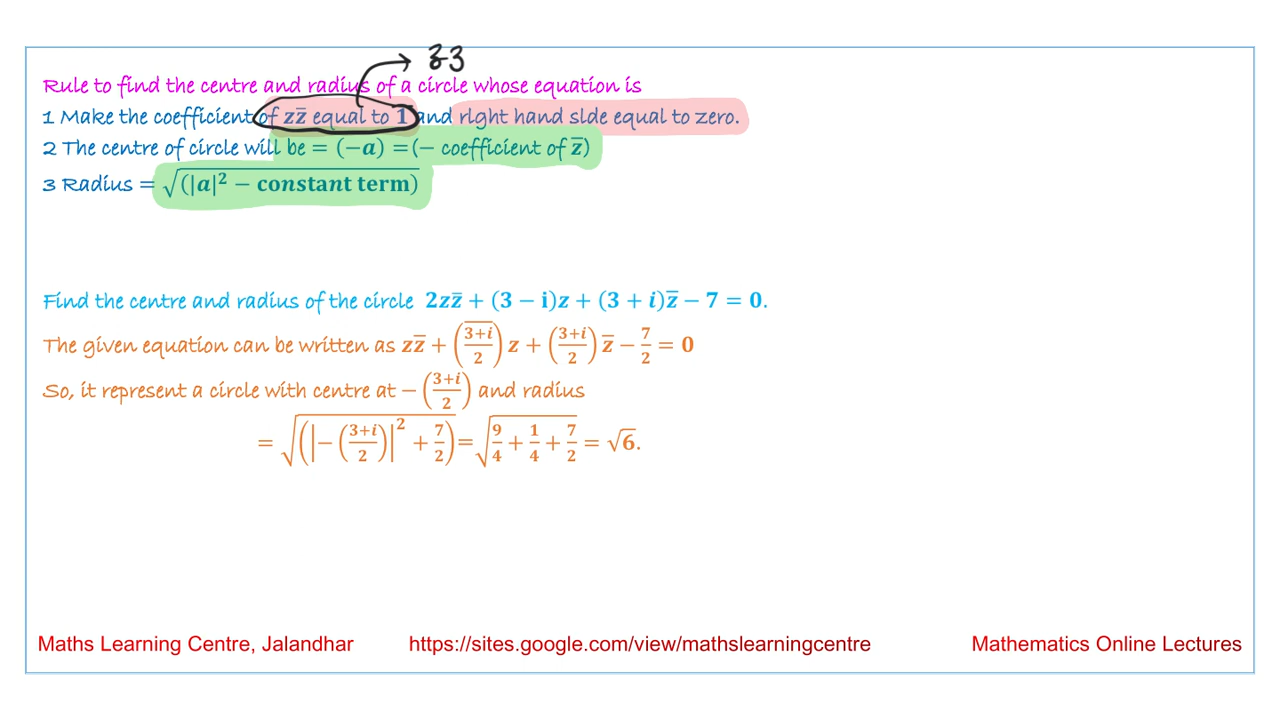 33
Rule to find the centre and radius of a circle whose equation is
1 Make the coefficient of zz̅ equal to 1 and right hand side equal to zero.
2 The centre of circle will be = (−a) =(− coefficient of z̅)
3 Radius = √(|a|² − constant term)
Find the centre and radius of the circle 2zz̅ + (3 − i)z + (3 + i)z̅ − 7 = 0.
The given equation can be written as zz̅ + (\overline{3+i}/2) z + (3+i/2) z̅ − 7/2 = 0
So, it represent a circle with centre at − (3+i/2) and radius
= √(|−(3+i/2)|² + 7/2) = √(9/4 + 1/4 + 7/2) = √6.
Maths Learning Centre, Jalandhar https://sites.google.com/view/mathslearningcentre Mathematics Online Lectures